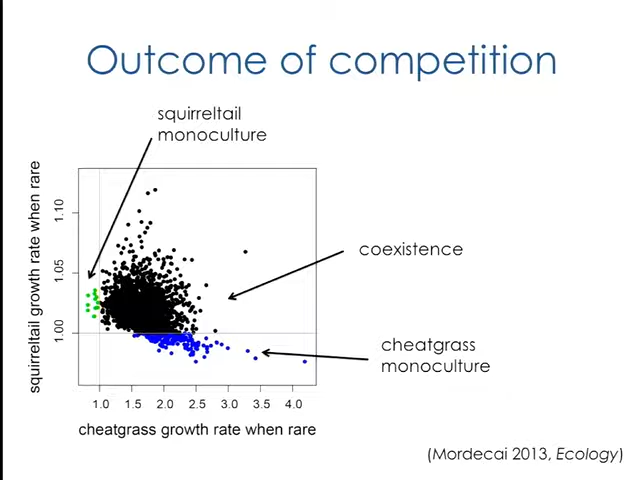 Outcome of competition
squirreltail
monoculture
squirreltail growth rate when rare
1.10
1.05
1.00
coexistence
cheatgrass
monoculture
1.0 1.5 2.0 2.5 3.0 3.5 4.0
cheatgrass growth rate when rare
(Mordecai 2013, Ecology)